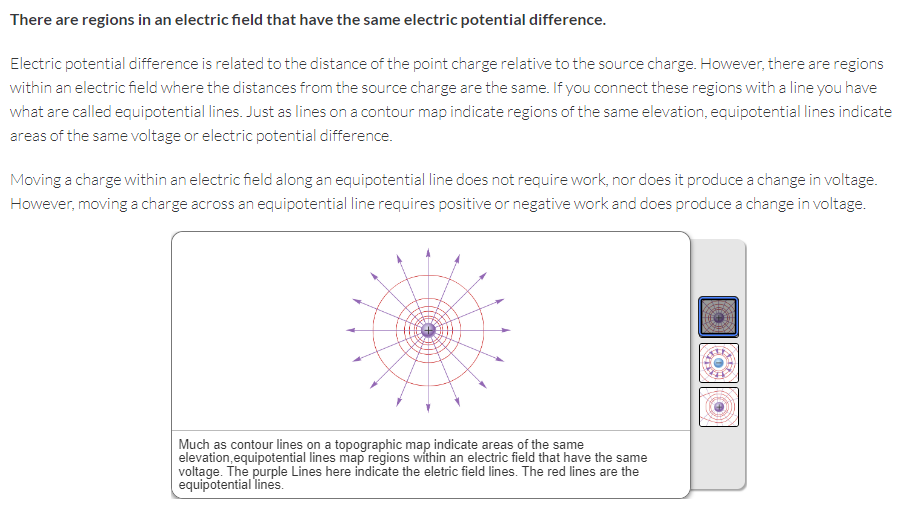 There are regions in an electric field that have the same electric potential difference.
Electric potential difference is related to the distance of the point charge relative to the source charge. However, there are regions
within an electric field where the distances from the source charge are the same. If you connect these regions with a line you have
what are called equipotential lines. Just as lines on a contour map indicate regions of the same elevation, equipotential lines indicate
areas of the same voltage or electric potential difference.
Moving a charge within an electric field along an equipotential line does not require work, nor does it produce a change in voltage.
However, moving a charge across an equipotential line requires positive or negative work and does produce a change in voltage.
Much as contour lines on a topographic map indicate areas of the same
elevation,equipotential lines map regions within an electric field that have the same
voltage. The purple Lines here indicate the eletric field lines. The red lines are the
equipotential lines.